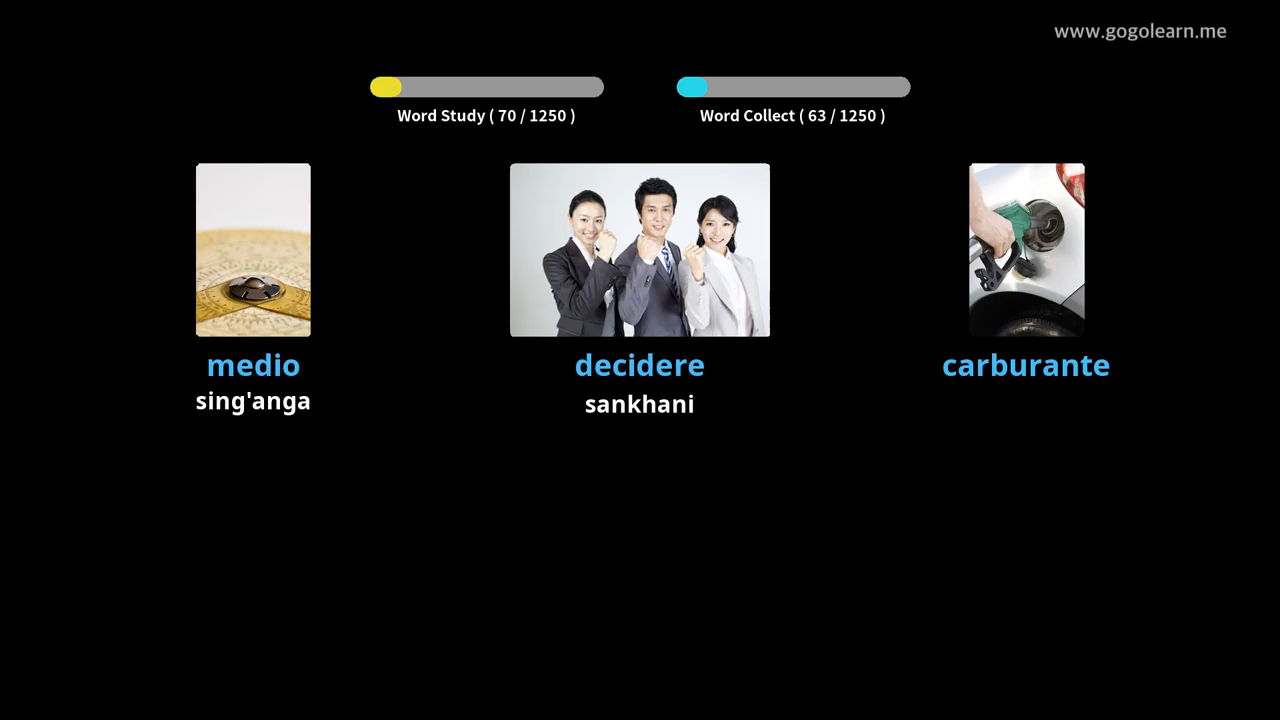 www.gogolearn.me
Word Study ( 70 / 1250 )
Word Collect ( 63 / 1250 )
medio
sing'anga
decidere
sankhani
carburante